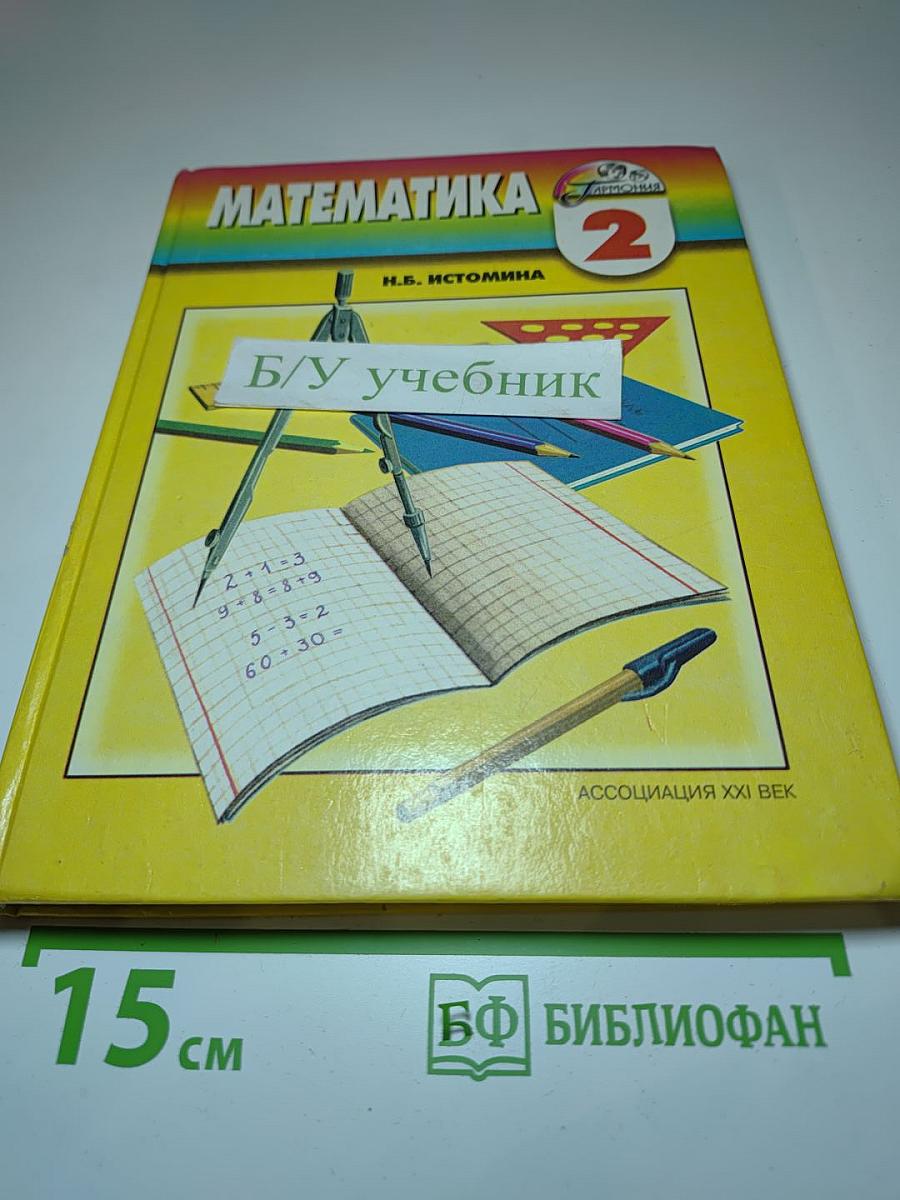 МАТЕМАТИКА
ГАРМОНИЯ
2
Н.Б. ИСТОМИНА
Б/У учебник
2+1=3
9+8=8+9
5-3=2
60+30=
АССОЦИАЦИЯ XXI ВЕК
15 см
БФ БИБЛИОФАН